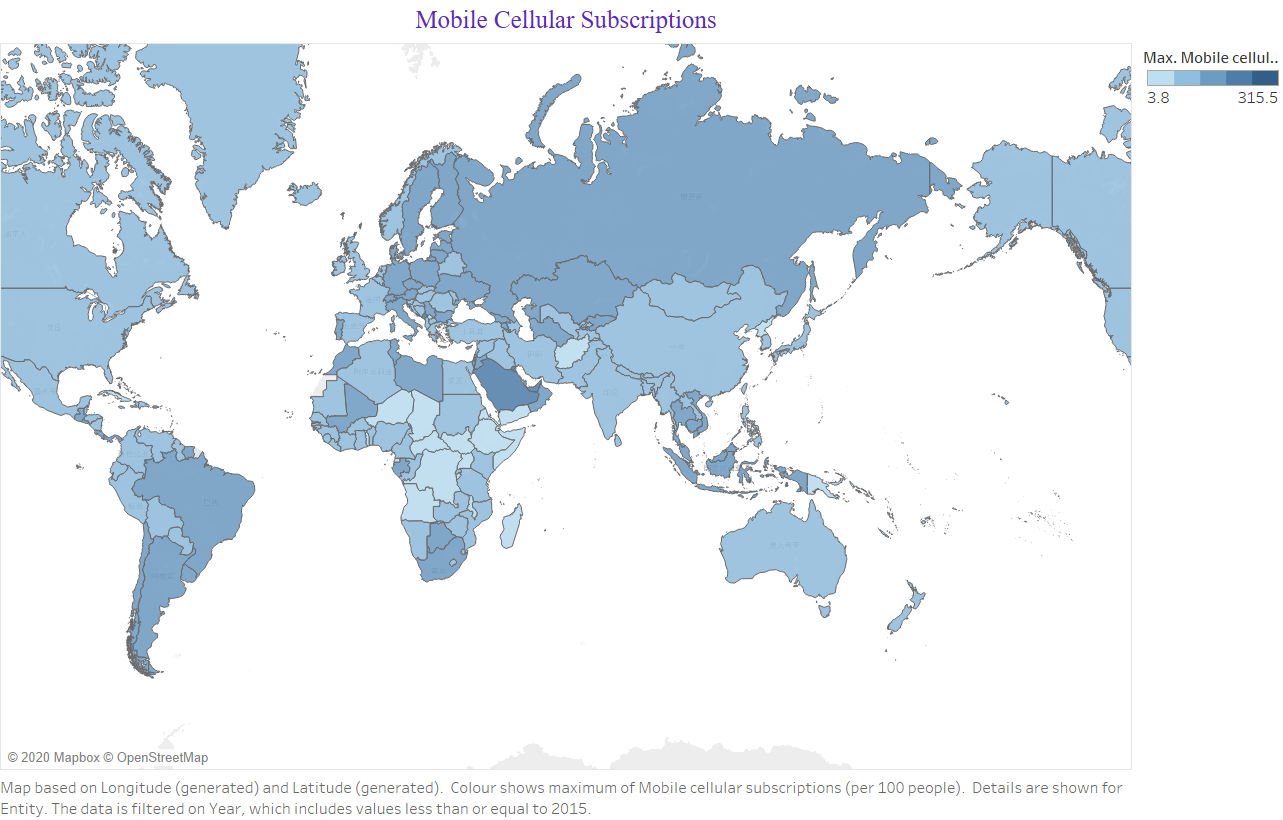 Mobile Cellular Subscriptions
Max. Mobile cellul..
3.8 315.5
© 2020 Mapbox © OpenStreetMap
Map based on Longitude (generated) and Latitude (generated). Colour shows maximum of Mobile cellular subscriptions (per 100 people). Details are shown for
Entity. The data is filtered on Year, which includes values less than or equal to 2015.